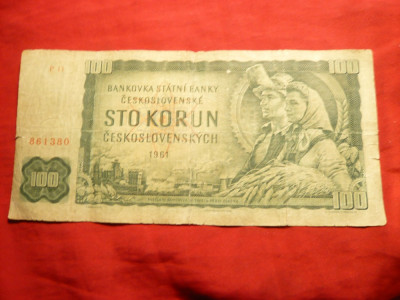 100
100
BANKOVKA STÁTNÍ BANKY
ČESKOSLOVENSKÉ
STO KORUN
ČESKOSLOVENSKÝCH
1961
861380
100
100